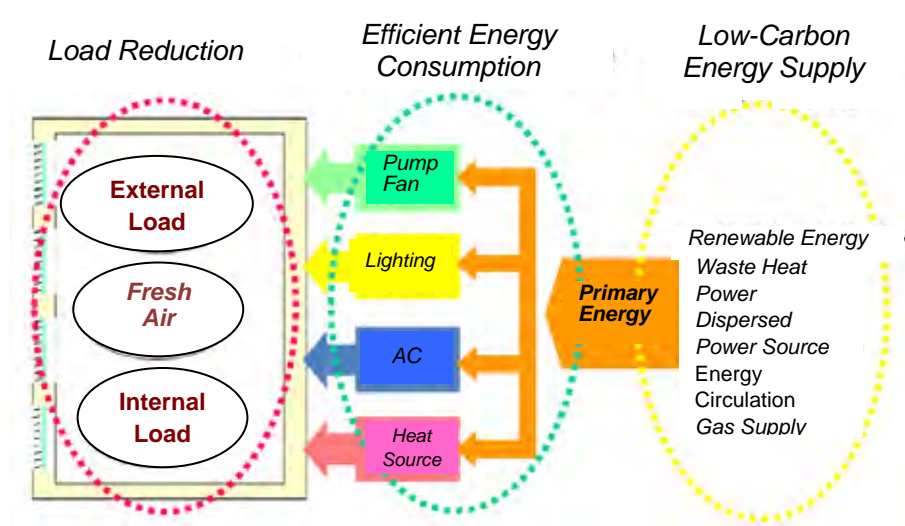 Load Reduction
Efficient Energy
Consumption
Low-Carbon
Energy Supply
External
Load
Fresh
Air
Internal
Load
Pump
Fan
Lighting
AC
Heat
Source
Primary
Energy
Renewable Energy
Waste Heat
Power
Dispersed
Power Source
Energy
Circulation
Gas Supply